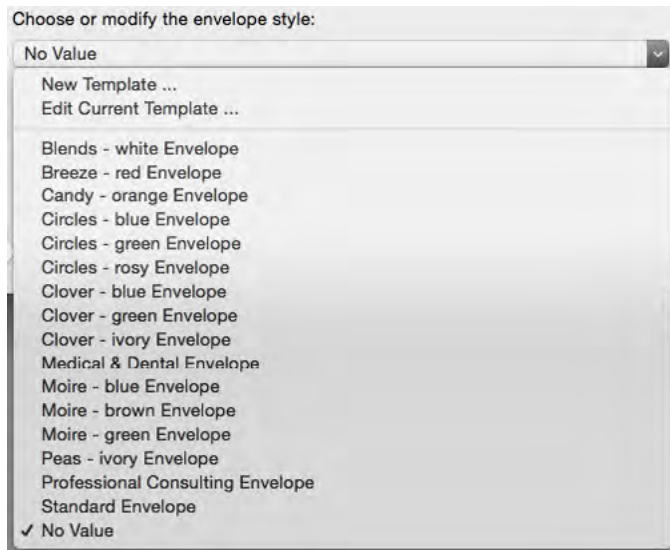 Choose or modify the envelope style:
No Value
New Template ...
Edit Current Template ...
Blends - white Envelope
Breeze - red Envelope
Candy - orange Envelope
Circles - blue Envelope
Circles - green Envelope
Circles - rosy Envelope
Clover - blue Envelope
Clover - green Envelope
Clover - ivory Envelope
Medical & Dental Envelope
Moire - blue Envelope
Moire - brown Envelope
Moire - green Envelope
Peas - ivory Envelope
Professional Consulting Envelope
Standard Envelope
✓ No Value